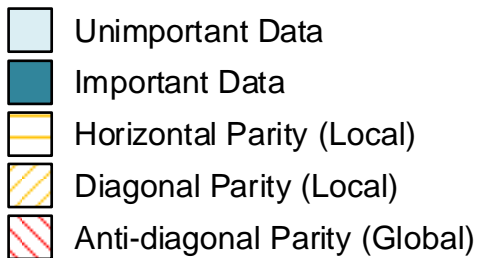 Unimportant Data
Important Data
Horizontal Parity (Local)
Diagonal Parity (Local)
Anti-diagonal Parity (Global)